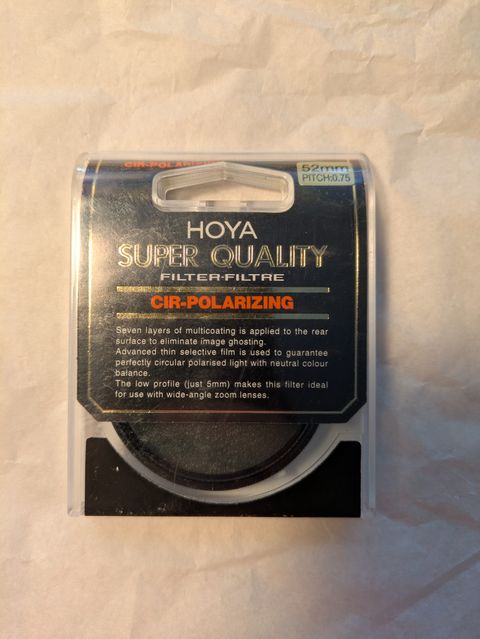 CIR-POLARIZING
52mm
PITCH:0.75
HOYA
SUPER QUALITY
FILTER·FILTRE
CIR-POLARIZING
Seven layers of multicoating is applied to the rear
surface to eliminate image ghosting.
Advanced thin selective film is used to guarantee
perfectly circular polarised light with neutral colour
balance.
The low profile (just 5mm) makes this filter ideal
for use with wide-angle zoom lenses.